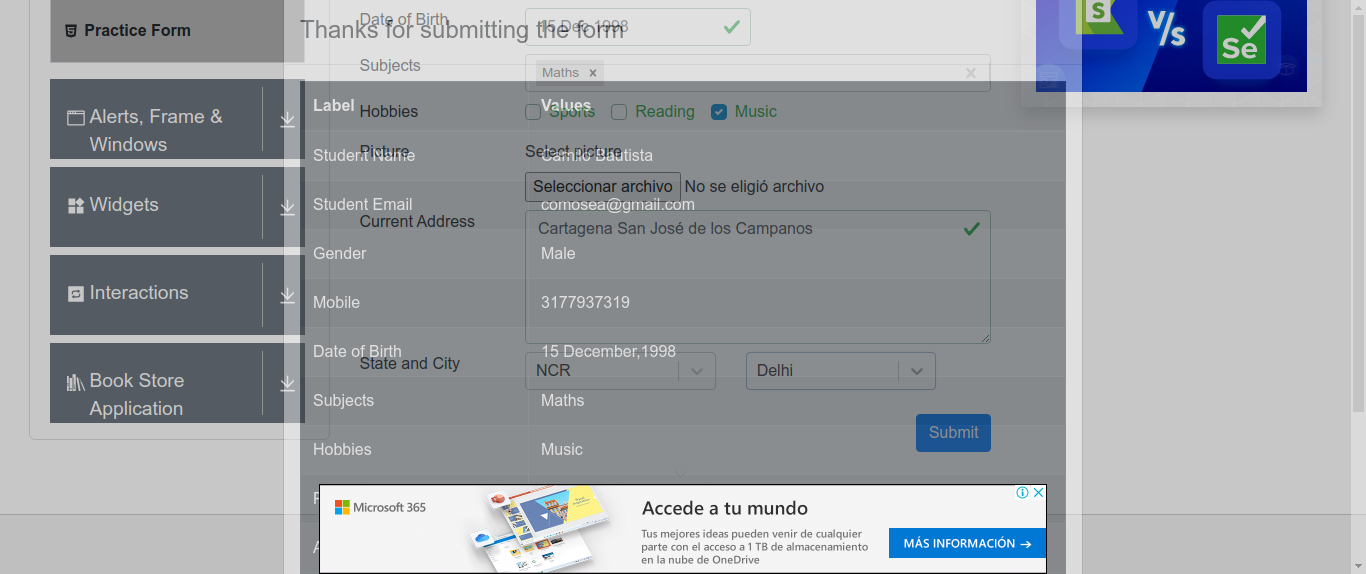 Practice Form
Alerts, Frame &
Windows
Widgets
Interactions
Book Store
Application
Thanks for submitting the form
Date of Birth
15 Dec 1998
Subjects
Maths ×
Label Values
Hobbies
Sports Reading Music
Picture
Select picture
Student Name Camilo Bautista
Seleccionar archivo No se eligió archivo
Student Email comosea@gmail.com
Current Address
Cartagena San José de los Campanos
Gender Male
Mobile 3177937319
Date of Birth 15 December,1998
State and City
NCR Delhi
Subjects Maths
Submit
Hobbies Music
S V/s Se
Microsoft 365
Accede a tu mundo
Tus mejores ideas pueden venir de cualquier
parte con el acceso a 1 TB de almacenamiento
en la nube de OneDrive
MÁS INFORMACIÓN →